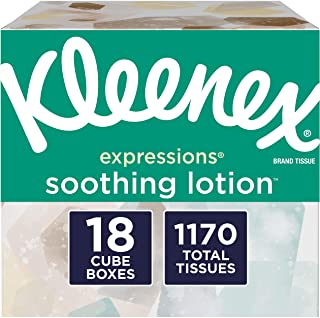 Kleenex®
expressions®
BRAND TISSUE
soothing lotion™
18
CUBE
BOXES
1170
TOTAL
TISSUES